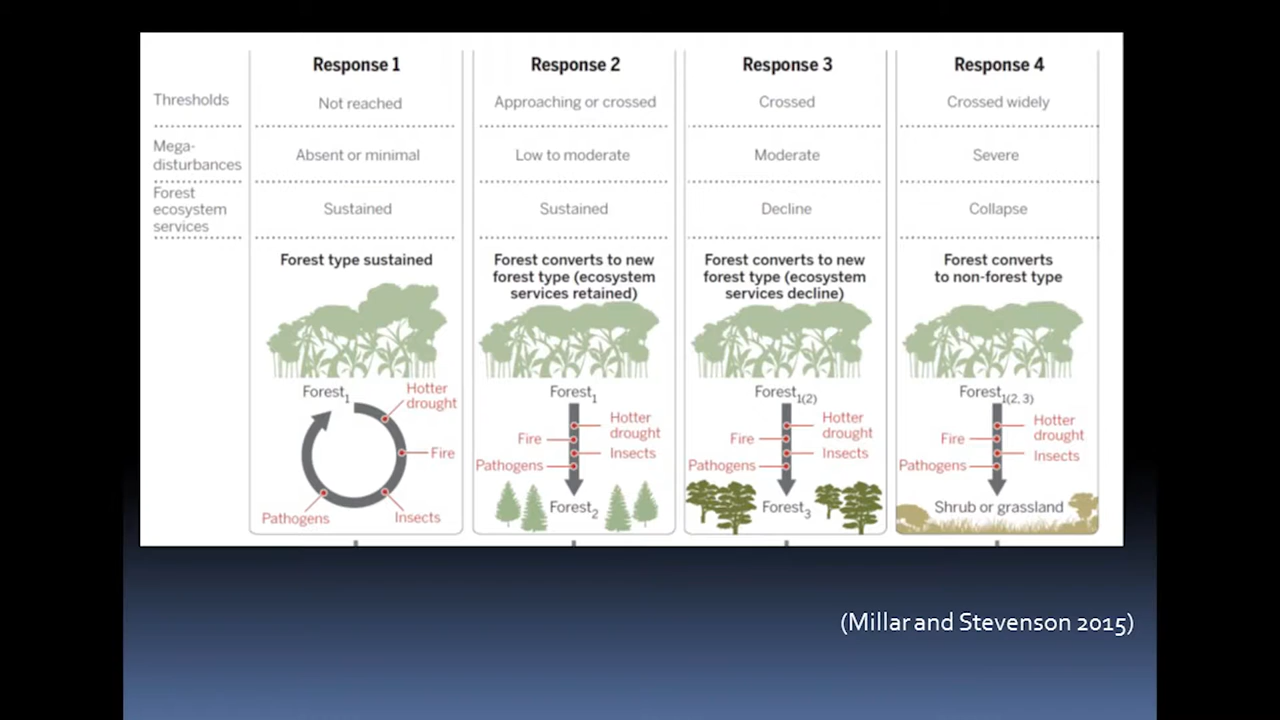 Response 1
Response 2
Response 3
Response 4
Thresholds
Not reached
Approaching or crossed
Crossed
Crossed widely
Mega-
disturbances
Absent or minimal
Low to moderate
Moderate
Severe
Forest
ecosystem
services
Sustained
Sustained
Decline
Collapse
Forest type sustained
Forest converts to new
forest type (ecosystem
services retained)
Forest converts to new
forest type (ecosystem
services decline)
Forest converts
to non-forest type
Forest1
Hotter
drought
Fire
Insects
Pathogens
Forest1
Hotter
drought
Fire
Insects
Pathogens
Forest2
Forest1(2)
Hotter
drought
Fire
Insects
Pathogens
Forest3
Forest1(2, 3)
Hotter
drought
Fire
Insects
Pathogens
Shrub or grassland
(Millar and Stevenson 2015)